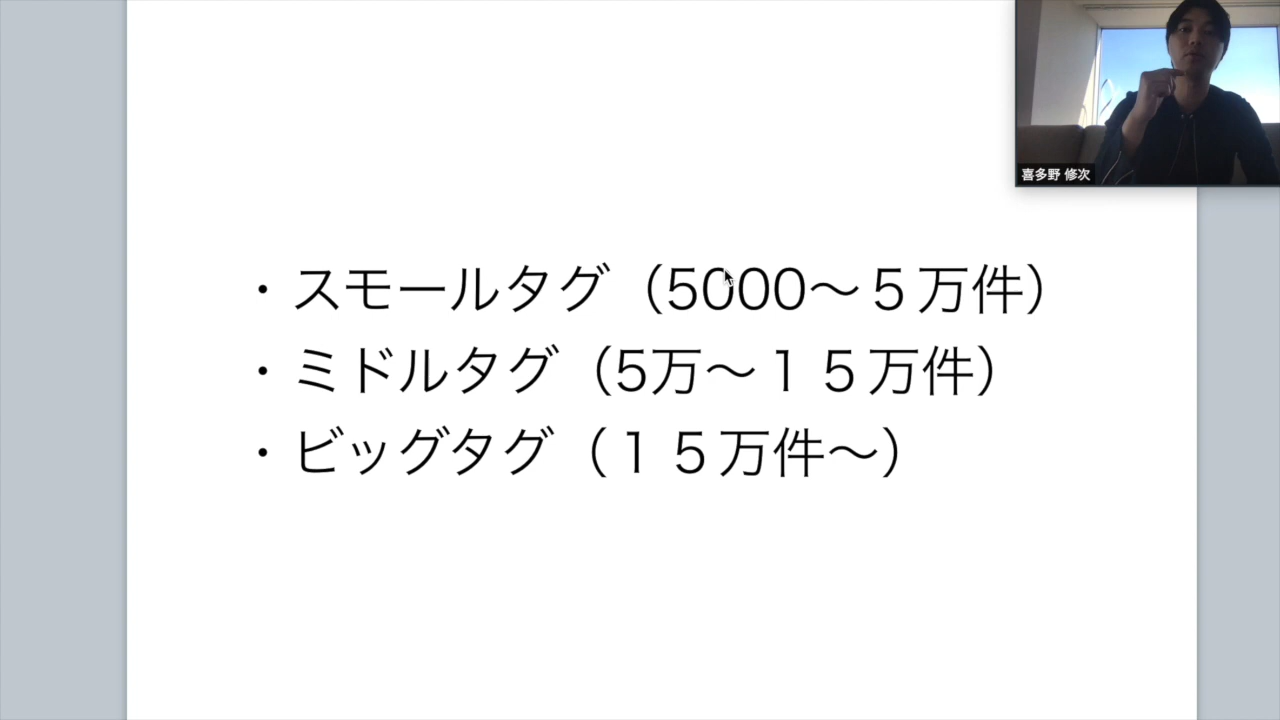 喜多野 修次
・スモールタグ（5000〜５万件）
・ミドルタグ（5万〜１５万件）
・ビッグタグ（１５万件〜）